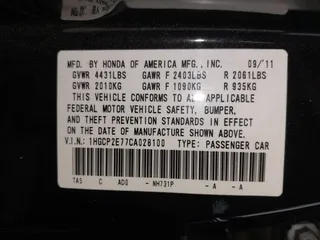 MFD. BY HONDA OF AMERICA MFG., INC. 09/'11
GVWR 4431LBS GAWR F 2403LBS R 2061LBS
GVWR 2010KG GAWR F 1090KG R 935KG
THIS VEHICLE CONFORMS TO ALL APPLICABLE
FEDERAL MOTOR VEHICLE SAFETY, BUMPER,
AND THEFT PREVENTION STANDARDS IN EFFECT
ON THE DATE OF MANUFACTURE SHOWN ABOVE.
V.I.N.: 1HGCP2E77CA026100 TYPE: PASSENGER CAR
TA5 C AD0 - NH731P - A - A